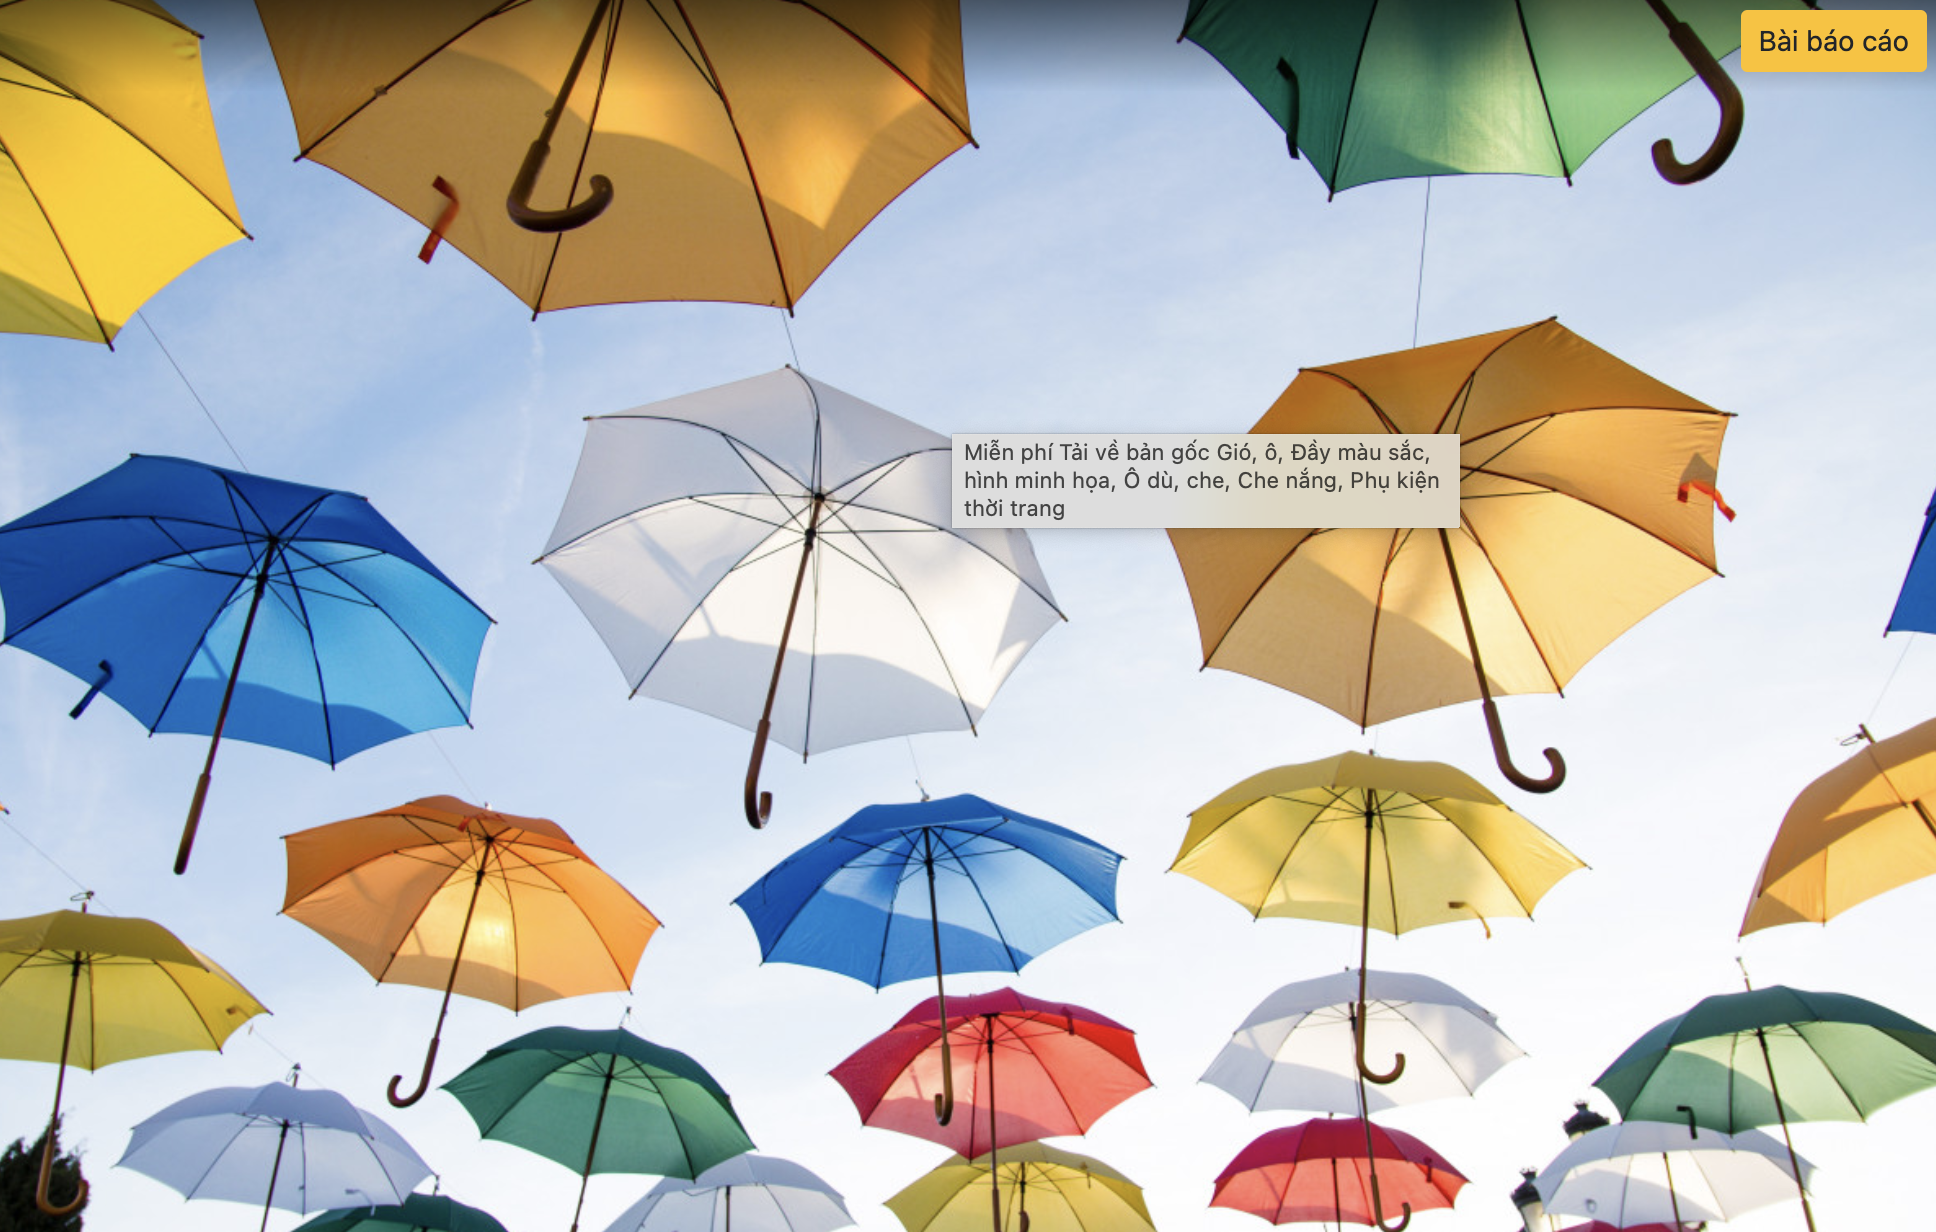 Bài báo cáo
Miễn phí Tải về bản gốc Gió, ô, Đầy màu sắc,
hình minh họa, Ô dù, che, Che nắng, Phụ kiện
thời trang